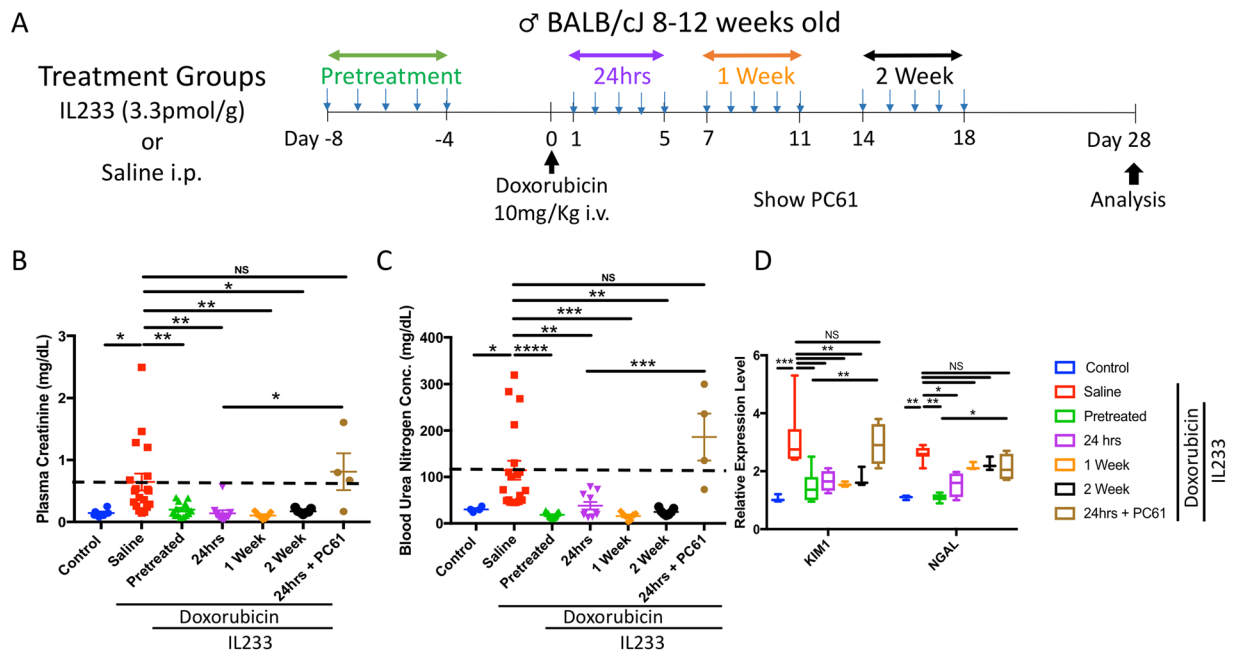 A
♂ BALB/cJ 8-12 weeks old
Treatment Groups
IL233 (3.3pmol/g)
or
Saline i.p.
Pretreatment
24hrs
1 Week
2 Week
Day -8
-4
0
1
5
7
11
14
18
Day 28
Doxorubicin
10mg/Kg i.v.
Show PC61
Analysis
B
NS
*
**
**
*
**
*
Plasma Creatinine (mg/dL)
3
2
1
0
Control
Saline
Pretreated
24hrs
1 Week
2 Week
24hrs + PC61
Doxorubicin
IL233
C
NS
**
***
**
*
****
***
Blood Urea Nitrogen Conc. (mg/dL)
400
300
200
100
0
Control
Saline
Pretreated
24hrs
1 Week
2 Week
24hrs + PC61
Doxorubicin
IL233
D
NS
**
***
**
NS
*
**
**
*
Relative Expression Level
6
4
2
0
KIM1
NGAL
Control
Saline
Pretreated
24 hrs
1 Week
2 Week
24hrs + PC61
Doxorubicin
IL233